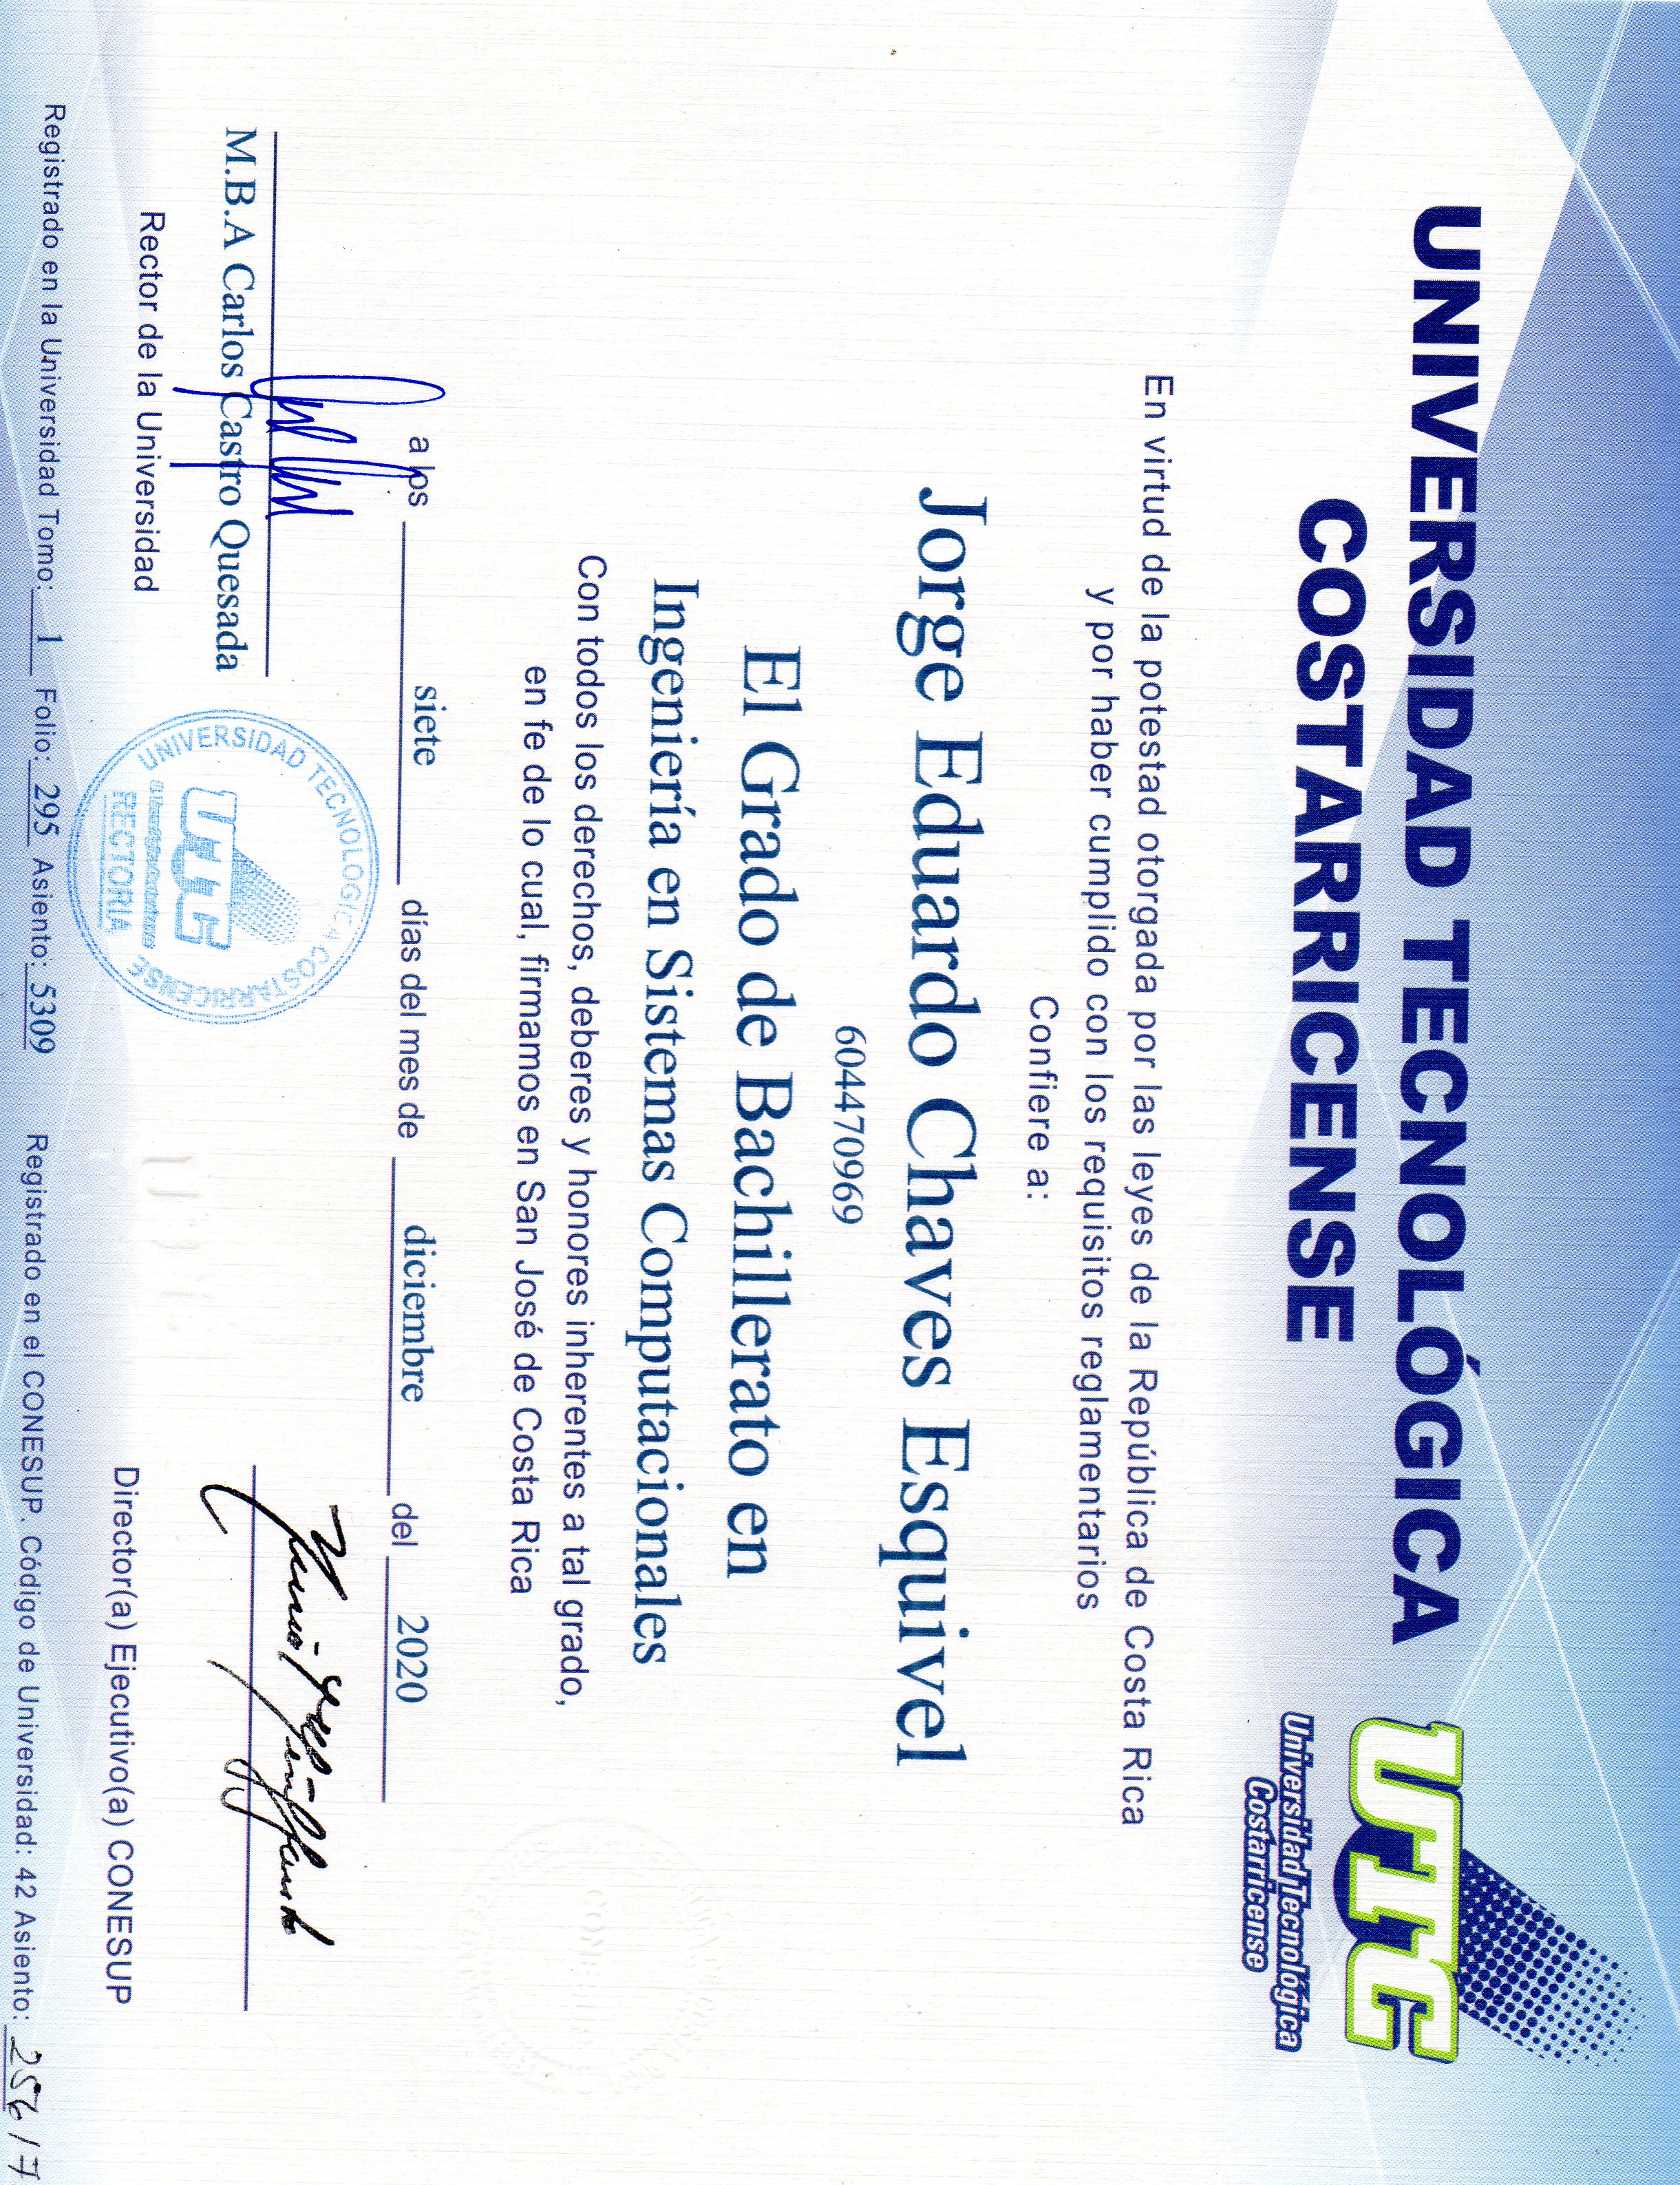 UNIVERSIDAD TECNOLÓGICA
COSTARRICENSE
UTC
Universidad Tecnológica
Costarricense
En virtud de la potestad otorgada por las leyes de la República de Costa Rica
y por haber cumplido con los requisitos reglamentarios
Confiere a:
Jorge Eduardo Chaves Esquivel
604470969
El Grado de Bachillerato en
Ingeniería en Sistemas Computacionales
Con todos los derechos, deberes y honores inherentes a tal grado,
en fe de lo cual, firmamos en San José de Costa Rica
a los siete días del mes de diciembre del 2020
M.B.A Carlos Castro Quesada
Rector de la Universidad
UNIVERSIDAD TECNOLOGICA COSTARRICENSE
UTC
RECTORIA
Director(a) Ejecutivo(a) CONESUP
Registrado en la Universidad Tomo: 1 Folio: 295 Asiento: 5309
Registrado en el CONESUP. Código de Universidad: 42 Asiento: 25617